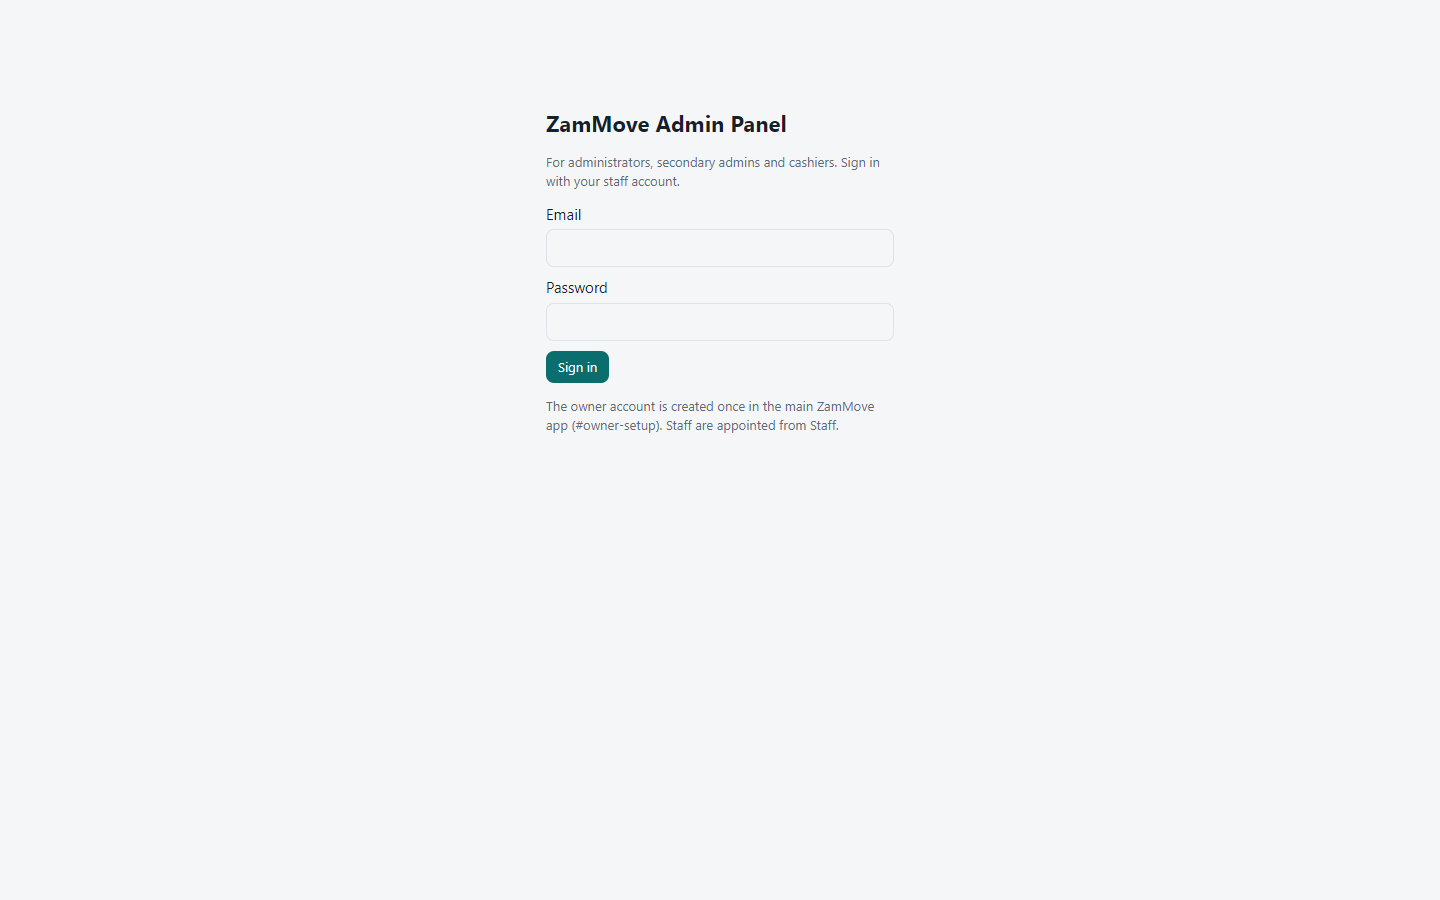 ZamMove Admin Panel
For administrators, secondary admins and cashiers. Sign in
with your staff account.
Email
Password
Sign in
The owner account is created once in the main ZamMove
app (#owner-setup). Staff are appointed from Staff.